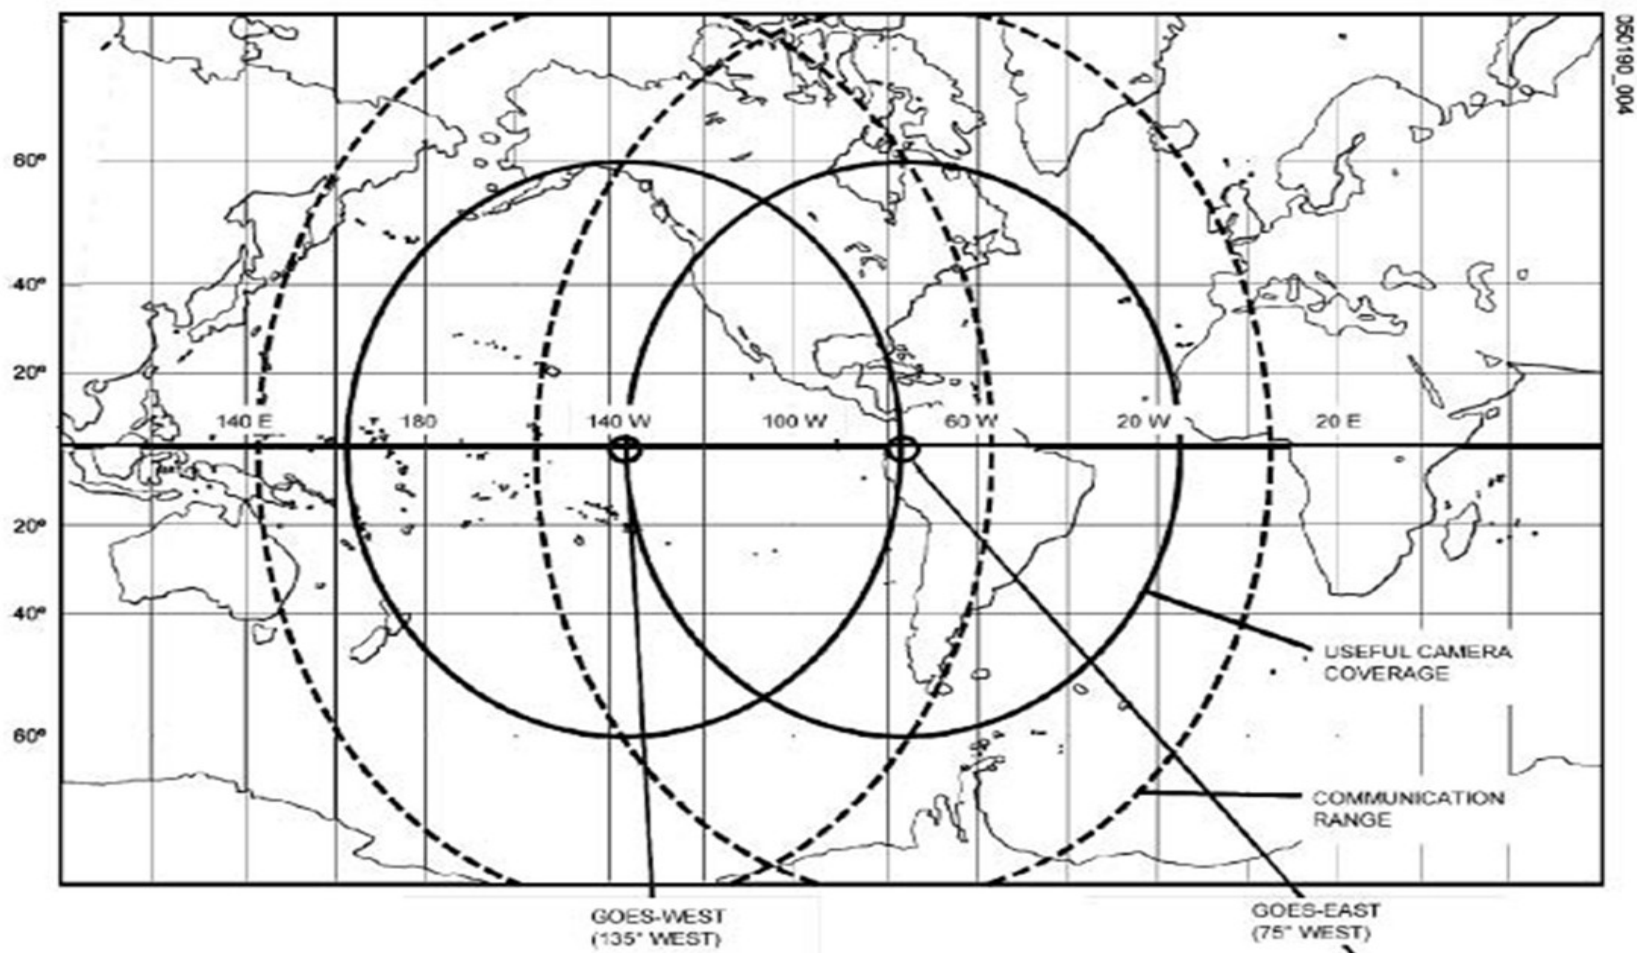 050190_004
60°
40°
20°
140 E 180 140 W 100 W 60 W 20 W 20 E
20°
40°
60°
USEFUL CAMERA
COVERAGE
COMMUNICATION
RANGE
GOES-WEST
(135° WEST)
GOES-EAST
(75° WEST)